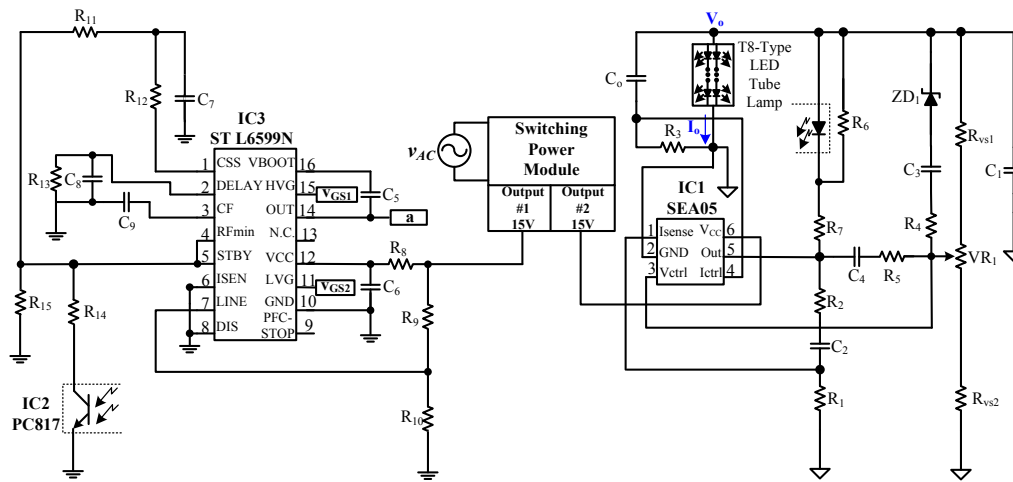 R11
R12
C7
IC3
ST L6599N
R13
C8
C9
1 CSS VBOOT 16
2 DELAY HVG 15
3 CF OUT 14
4 RFmin N.C. 13
5 STBY VCC 12
6 ISEN LVG 11
7 LINE GND 10
8 DIS PFC-STOP 9
vGS1
vGS2
a
C5
C6
R8
R9
R10
R15
R14
IC2
PC817
vAC
Switching
Power
Module
Output
#1
15V
Output
#2
15V
Vo
Co
T8-Type
LED
Tube
Lamp
Io
R3
IC1
SEA05
1 Isense VCC 6
2 GND Out 5
3 Vctrl Ictrl 4
R6
R7
ZD1
C3
R4
Rvs1
C1
C4
R5
VR1
R2
C2
R1
Rvs2